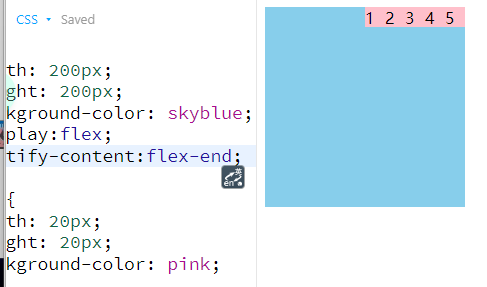 CSS Saved
th: 200px;
ght: 200px;
kground-color: skyblue;
play:flex;
tify-content:flex-end;
en 英
{
th: 20px;
ght: 20px;
kground-color: pink;
1 2 3 4 5